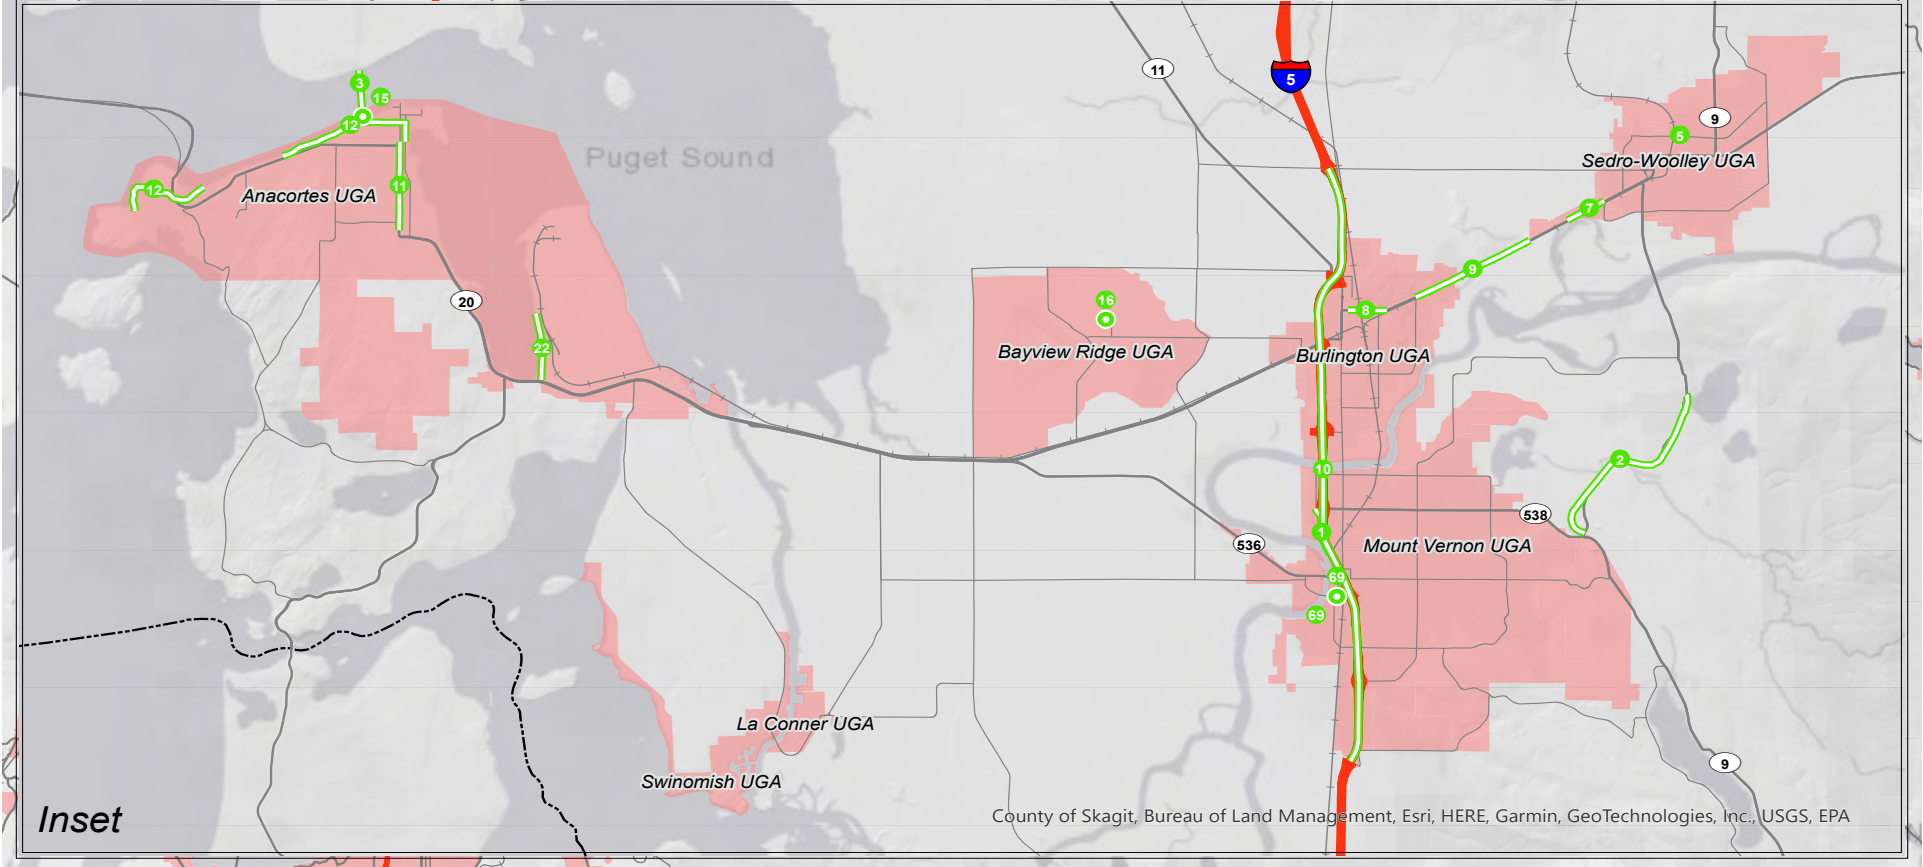 11
5
3
15
9
12
5
Puget Sound
Sedro-Woolley UGA
12
11
Anacortes UGA
7
9
20
16
8
22
Bayview Ridge UGA
Burlington UGA
2
10
538
1
536
Mount Vernon UGA
69
69
La Conner UGA
9
Swinomish UGA
Inset
County of Skagit, Bureau of Land Management, Esri, HERE, Garmin, GeoTechnologies, Inc., USGS, EPA